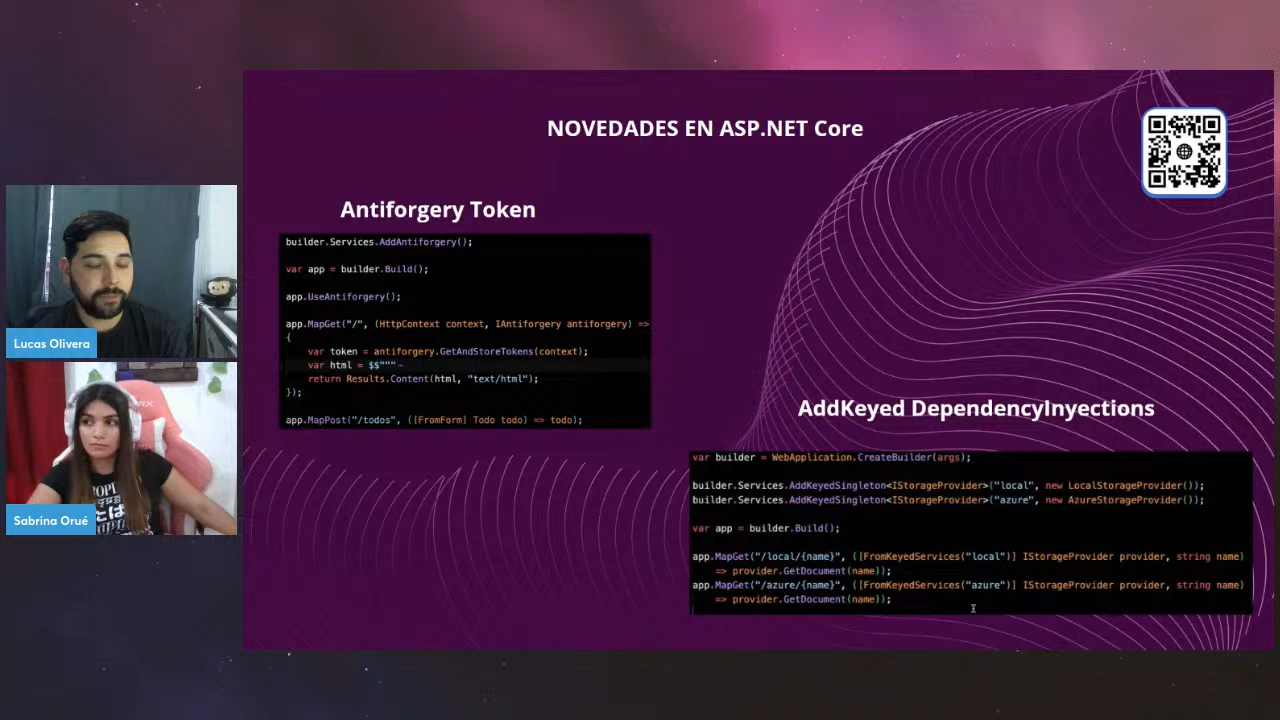 NOVEDADES EN ASP.NET Core
Antiforgery Token
builder.Services.AddAntiforgery();
var app = builder.Build();
app.UseAntiforgery();
app.MapGet("/", (HttpContext context, IAntiforgery antiforgery) =>
{
    var token = antiforgery.GetAndStoreTokens(context);
    var html = $$"""
    return Results.Content(html, "text/html");
});
app.MapPost("/todos", ([FromForm] Todo todo) => todo);
Lucas Olivera
Sabrina Orué
AddKeyed DependencyInyections
var builder = WebApplication.CreateBuilder(args);
builder.Services.AddKeyedSingleton<IStorageProvider>("local", new LocalStorageProvider());
builder.Services.AddKeyedSingleton<IStorageProvider>("azure", new AzureStorageProvider());
var app = builder.Build();
app.MapGet("/local/{name}", ([FromKeyedServices("local")] IStorageProvider provider, string name)
    => provider.GetDocument(name));
app.MapGet("/azure/{name}", ([FromKeyedServices("azure")] IStorageProvider provider, string name)
    => provider.GetDocument(name));